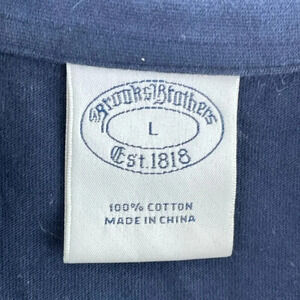 Brooks Brothers
L
Est. 1818
100% COTTON
MADE IN CHINA